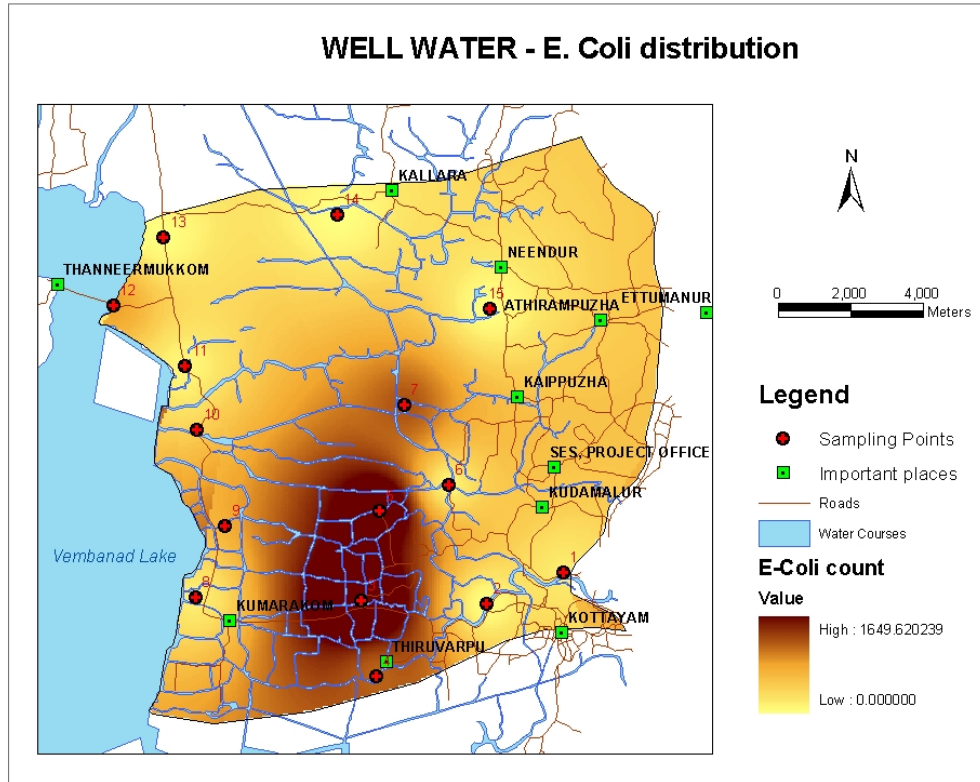 WELL WATER - E. Coli distribution
KALLARA
14
13
NEENDUR
THANNEERMUKKOM
12
15
ATHIRAMPUZHA
ETTUMANUR
11
KAIPPUZHA
7
10
SES, PROJECT OFFICE
6
KUDAMALUR
9
Vembanad Lake
1
8
2
KUMARAKOM
KOTTAYAM
THIRUVARPU
N
0 2,000 4,000
Meters
Legend
Sampling Points
Important places
Roads
Water Courses
E-Coli count
Value
High : 1649.620239
Low : 0.000000